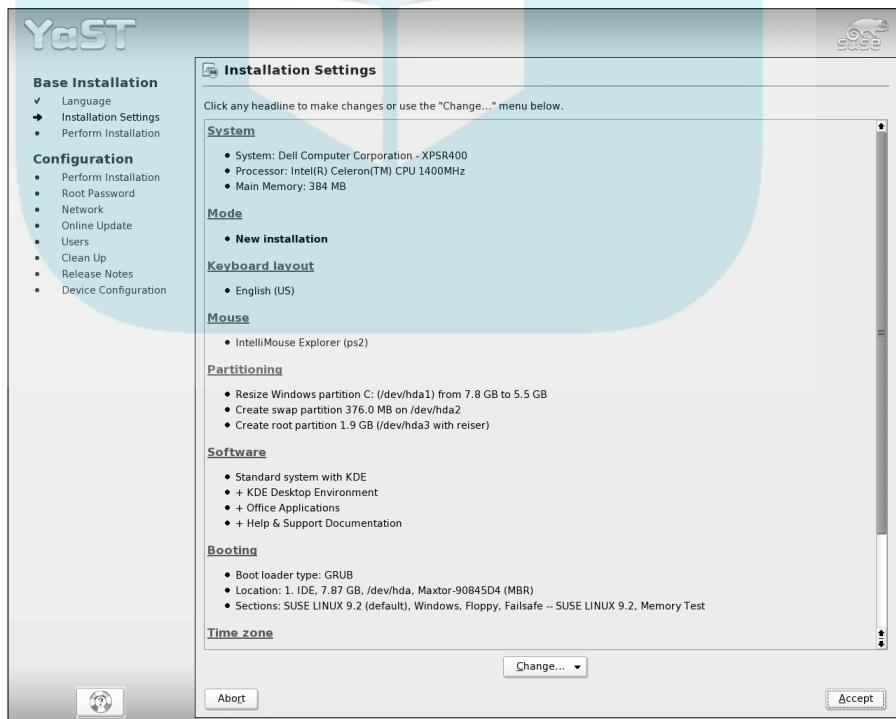 YaST
SUSE
Base Installation
Language
Installation Settings
Perform Installation
Configuration
Perform Installation
Root Password
Network
Online Update
Users
Clean Up
Release Notes
Device Configuration
Installation Settings
Click any headline to make changes or use the "Change..." menu below.
System
System: Dell Computer Corporation - XPSR400
Processor: Intel(R) Celeron(TM) CPU 1400MHz
Main Memory: 384 MB
Mode
New installation
Keyboard layout
English (US)
Mouse
IntelliMouse Explorer (ps2)
Partitioning
Resize Windows partition C: (/dev/hda1) from 7.8 GB to 5.5 GB
Create swap partition 376.0 MB on /dev/hda2
Create root partition 1.9 GB (/dev/hda3 with reiser)
Software
Standard system with KDE
+ KDE Desktop Environment
+ Office Applications
+ Help & Support Documentation
Booting
Boot loader type: GRUB
Location: 1. IDE, 7.87 GB, /dev/hda, Maxtor-90845D4 (MBR)
Sections: SUSE LINUX 9.2 (default), Windows, Floppy, Failsafe -- SUSE LINUX 9.2, Memory Test
Time zone
Change...
Abort
Accept